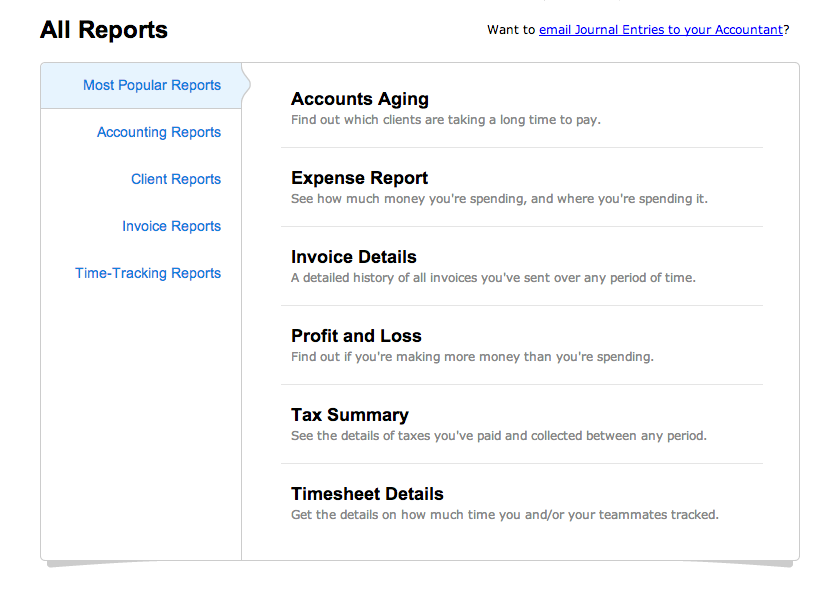 All Reports
Want to email Journal Entries to your Accountant?
Most Popular Reports
Accounting Reports
Client Reports
Invoice Reports
Time-Tracking Reports
Accounts Aging
Find out which clients are taking a long time to pay.
Expense Report
See how much money you're spending, and where you're spending it.
Invoice Details
A detailed history of all invoices you've sent over any period of time.
Profit and Loss
Find out if you're making more money than you're spending.
Tax Summary
See the details of taxes you've paid and collected between any period.
Timesheet Details
Get the details on how much time you and/or your teammates tracked.